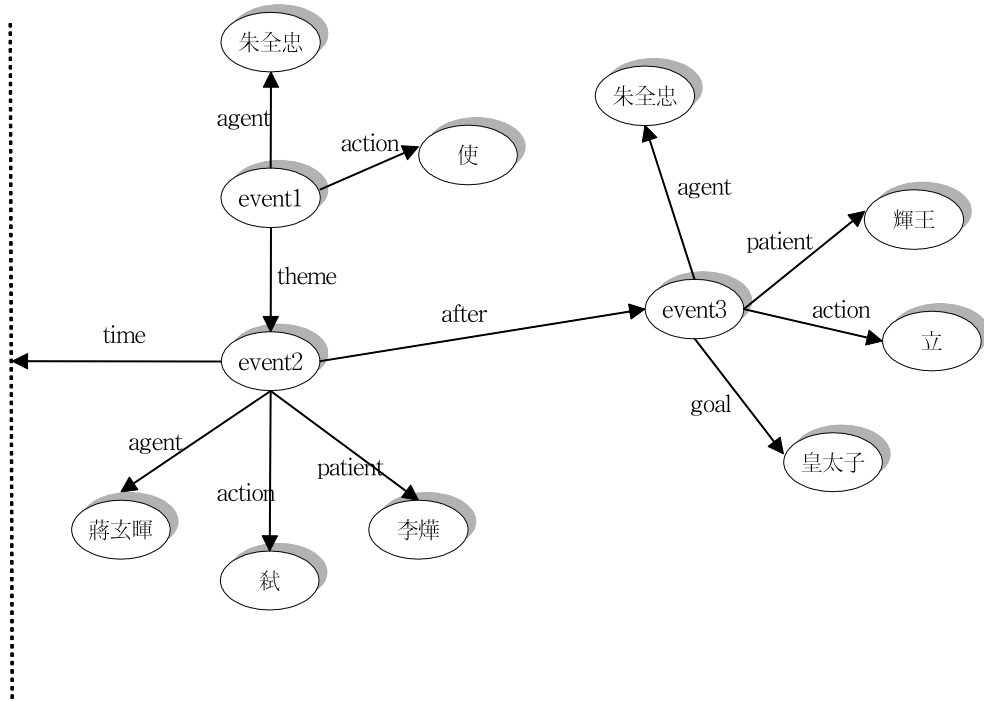 朱全忠
朱全忠
agent
action
使
agent
event1
輝王
patient
theme
after
event3
action
time
event2
立
goal
agent
patient
皇太子
action
蔣玄暉
李燁
弒